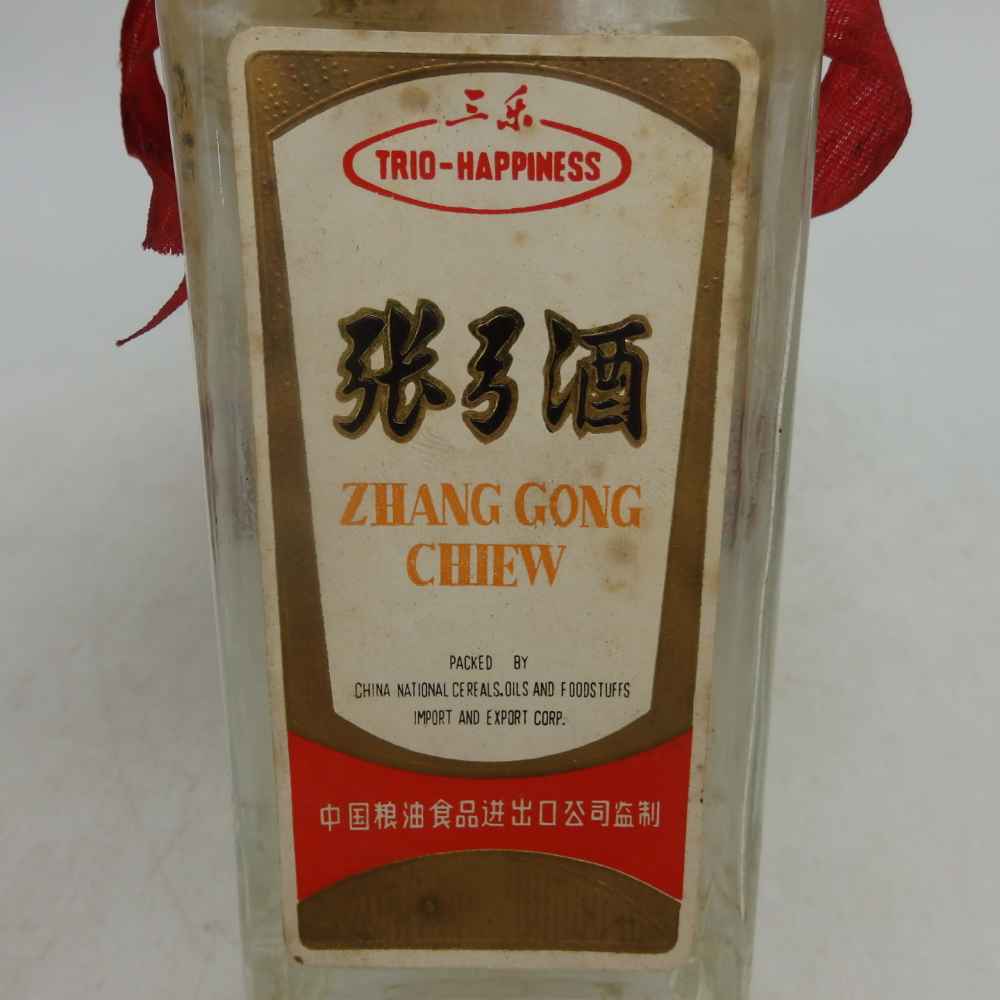 三乐
TRIO-HAPPINESS
张弓酒
ZHANG GONG
CHIEW
PACKED BY
CHINA NATIONAL CEREALS.OILS AND FOODSTUFFS
IMPORT AND EXPORT CORP.
中国粮油食品进出口公司监制